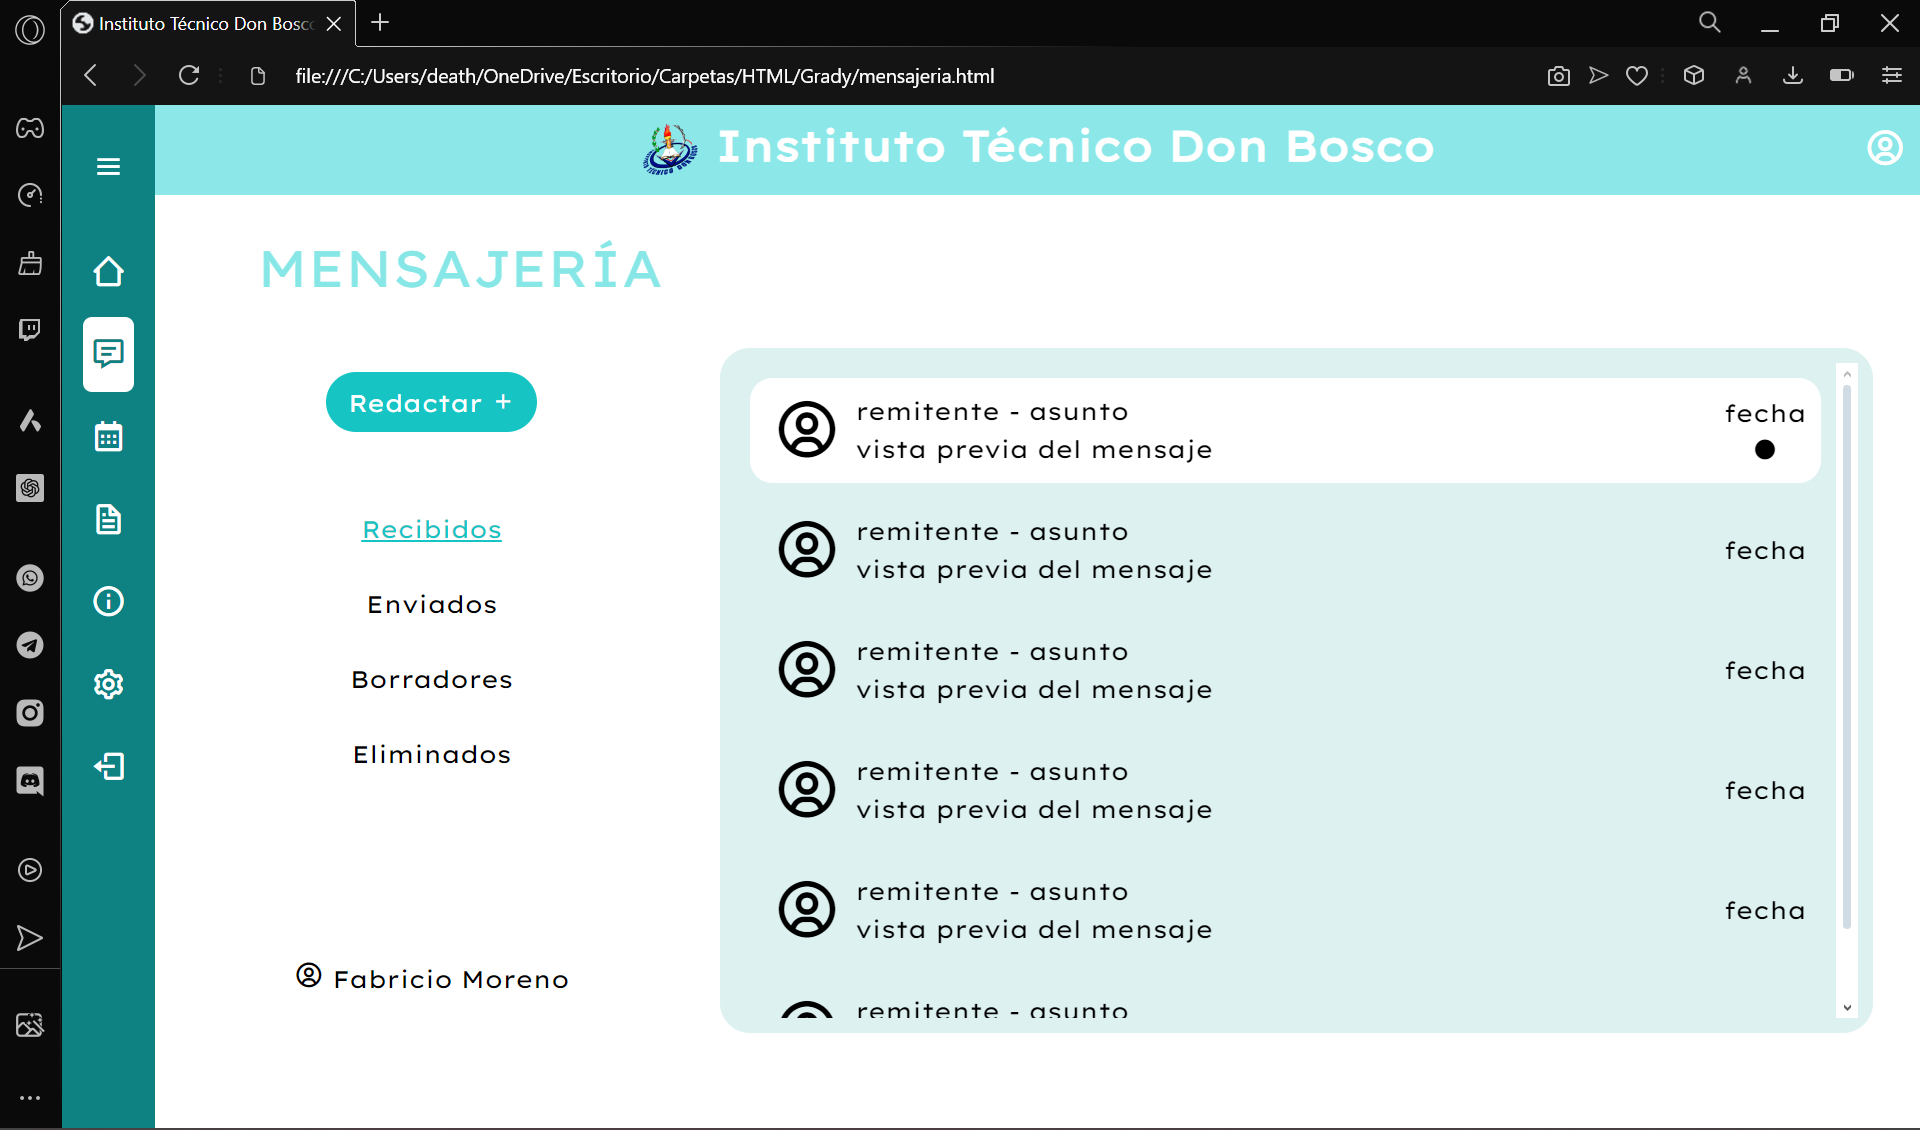 Instituto Técnico Don Bosc
file:///C:/Users/death/OneDrive/Escritorio/Carpetas/HTML/Grady/mensajeria.html
Instituto Técnico Don Bosco
MENSAJERÍA
Redactar +
Recibidos
Enviados
Borradores
Eliminados
Fabricio Moreno
remitente - asunto
vista previa del mensaje
fecha
remitente - asunto
vista previa del mensaje
fecha
remitente - asunto
vista previa del mensaje
fecha
remitente - asunto
vista previa del mensaje
fecha
remitente - asunto
vista previa del mensaje
fecha
remitente - asunto